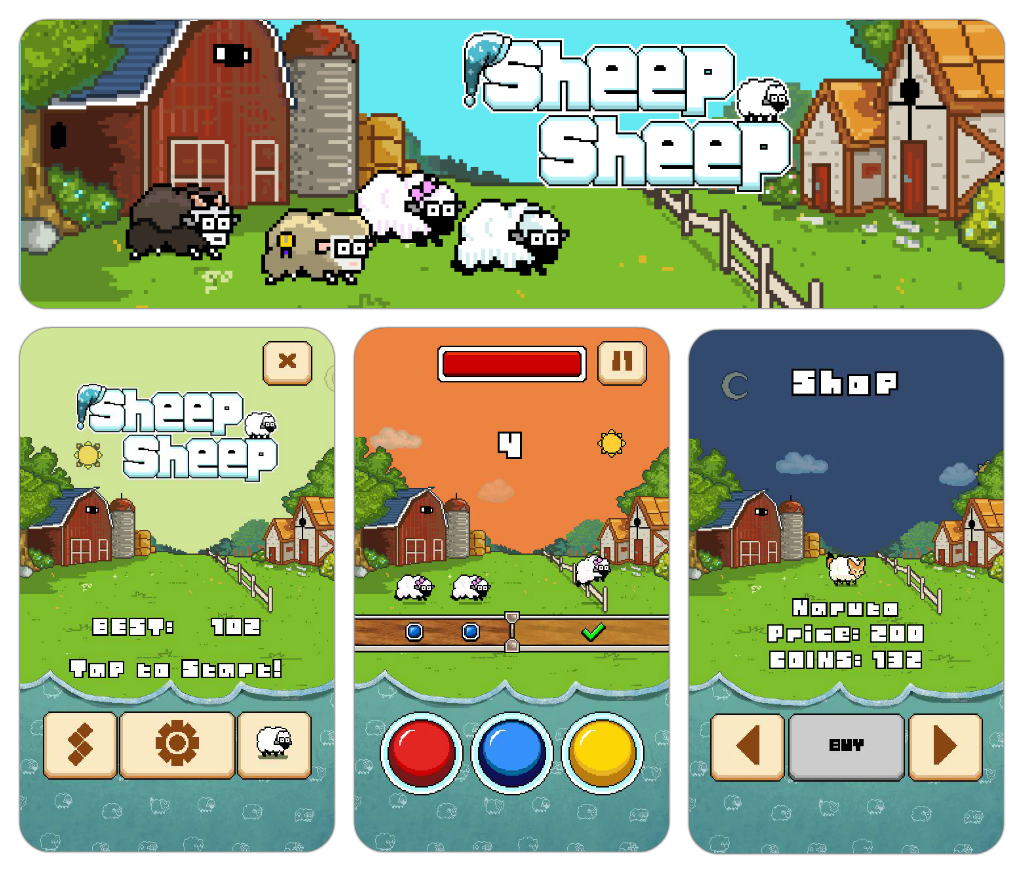 Sheep
Sheep
Sheep
Sheep
BEST: 102
Tap to Start!
4
Shop
Naruto
Price: 200
COINS: 132
BUY